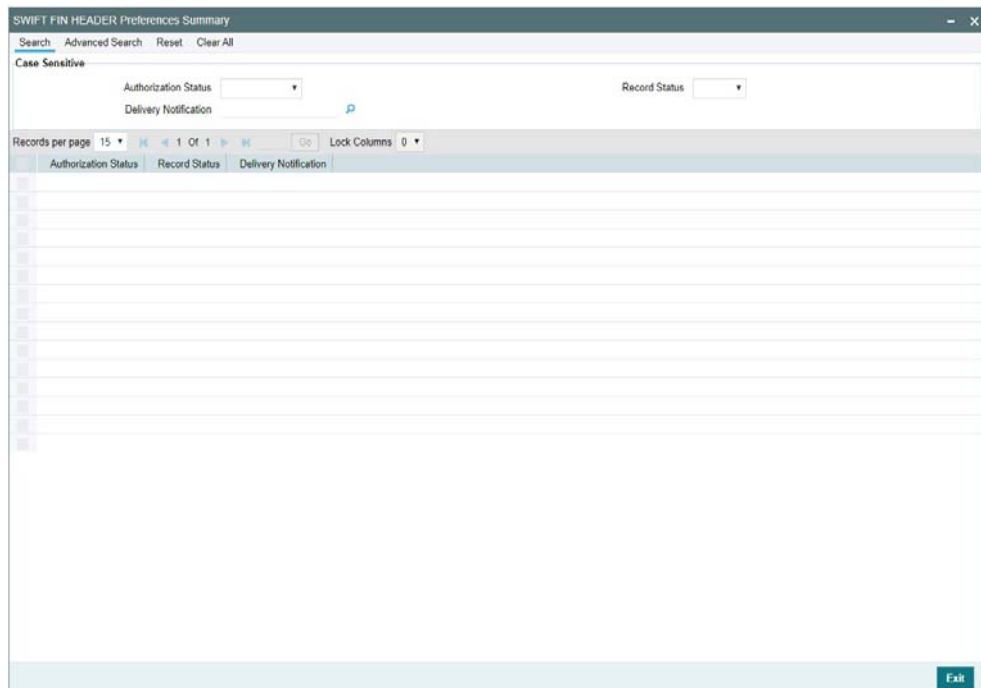 SWIFT FIN HEADER Preferences Summary
Search Advanced Search Reset Clear All
Case Sensitive
Authorization Status Record Status
Delivery Notification
Records per page 15 1 Of 1 Go Lock Columns 0
Authorization Status Record Status Delivery Notification
Exit